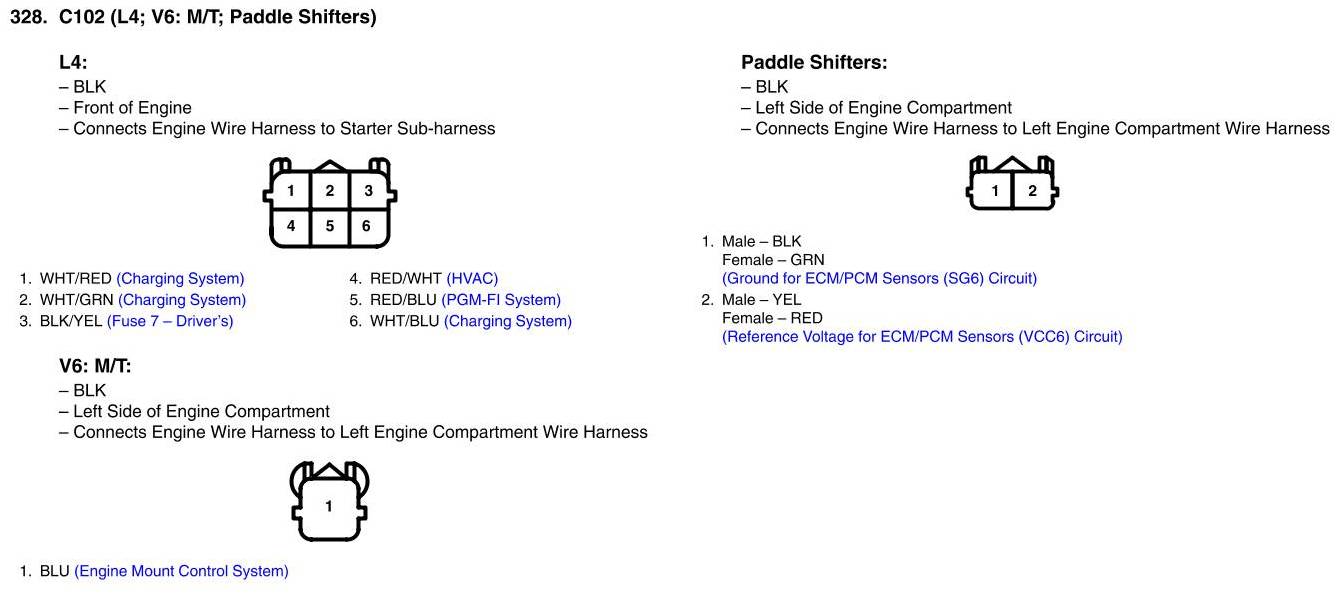 328. C102 (L4; V6: M/T; Paddle Shifters)
L4:
– BLK
– Front of Engine
– Connects Engine Wire Harness to Starter Sub-harness
1 2 3
4 5 6
1. WHT/RED (Charging System)
2. WHT/GRN (Charging System)
3. BLK/YEL (Fuse 7 – Driver's)
4. RED/WHT (HVAC)
5. RED/BLU (PGM-FI System)
6. WHT/BLU (Charging System)
V6: M/T:
– BLK
– Left Side of Engine Compartment
– Connects Engine Wire Harness to Left Engine Compartment Wire Harness
1
1. BLU (Engine Mount Control System)
Paddle Shifters:
– BLK
– Left Side of Engine Compartment
– Connects Engine Wire Harness to Left Engine Compartment Wire Harness
1 2
1. Male – BLK
Female – GRN
(Ground for ECM/PCM Sensors (SG6) Circuit)
2. Male – YEL
Female – RED
(Reference Voltage for ECM/PCM Sensors (VCC6) Circuit)